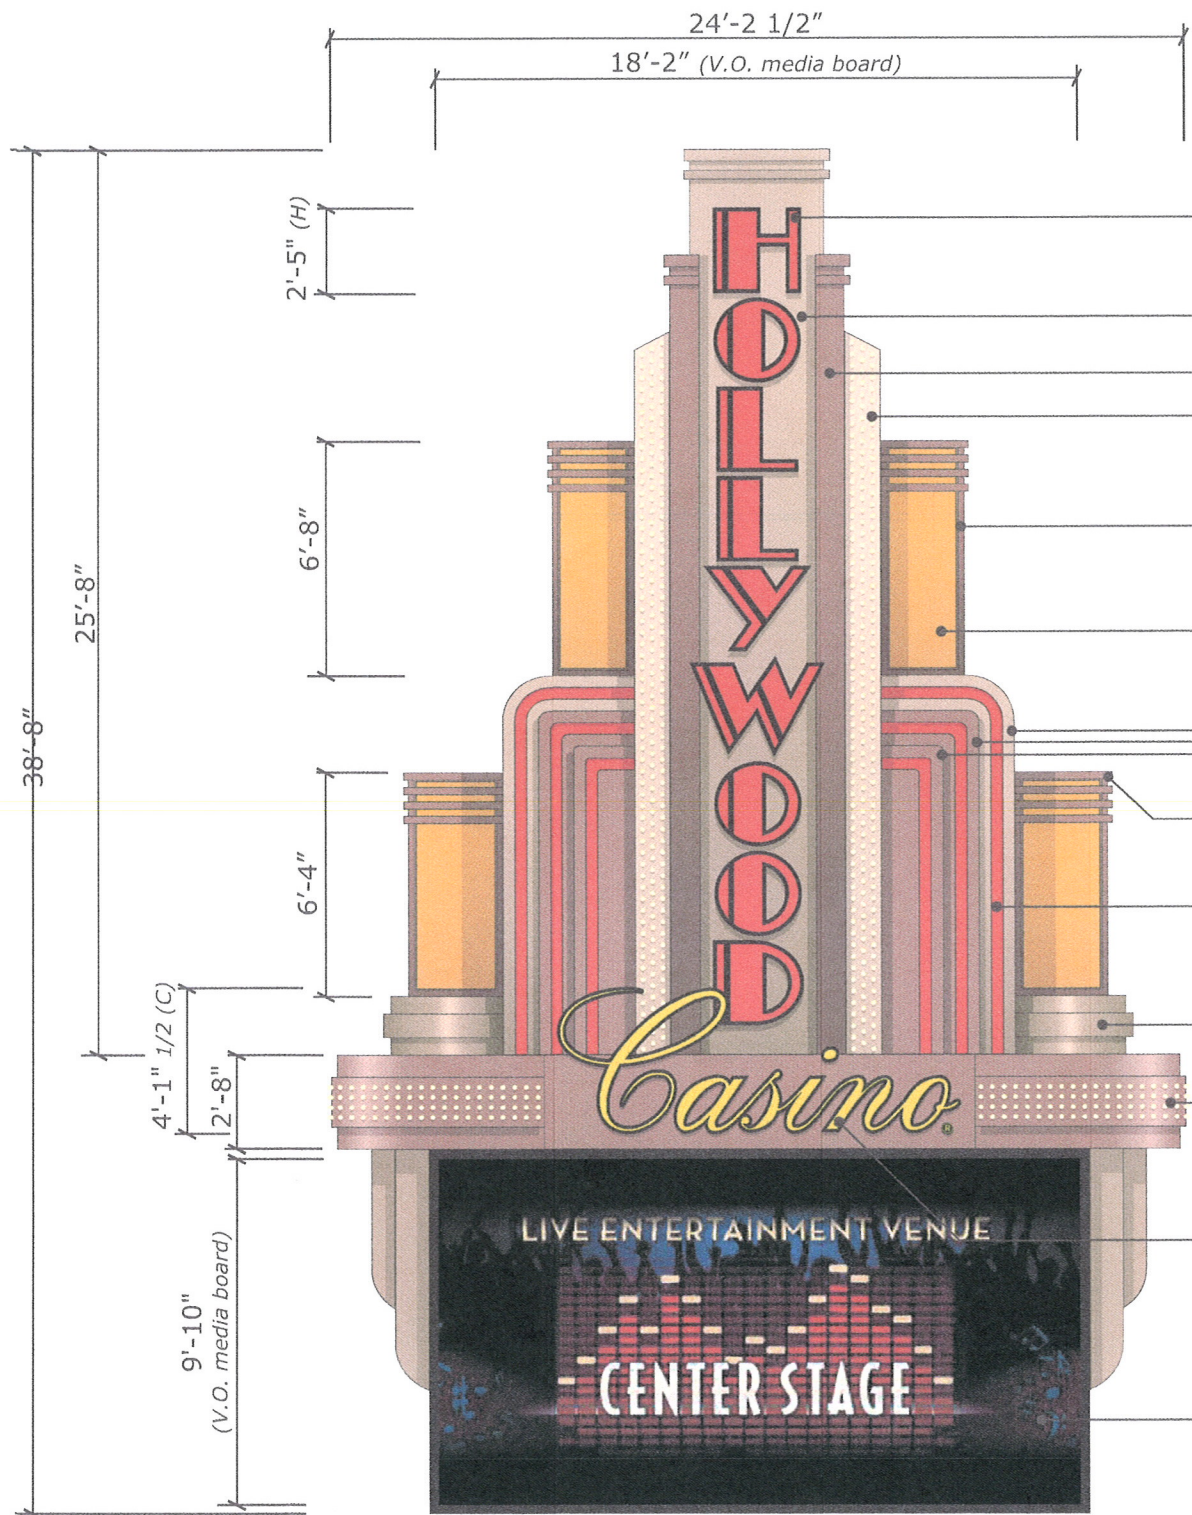 24'-2 1/2"
18'-2" (V.O. media board)
2'-5" (H)
HOLLYWOOD
6'-8"
25'-8"
38'-8"
6'-4"
4'-1" 1/2 (C)
2'-8"
Casino®
LIVE ENTERTAINMENT VENUE
9'-10"
(V.O. media board)
CENTER STAGE